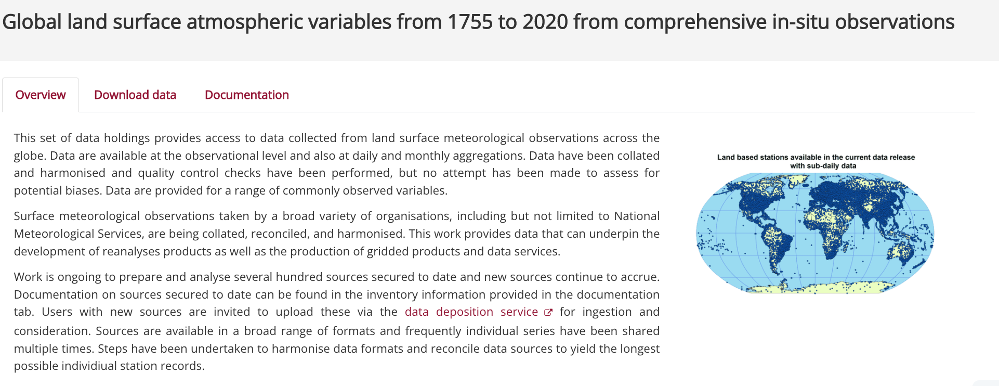 Global land surface atmospheric variables from 1755 to 2020 from comprehensive in-situ observations
Overview
Download data
Documentation
This set of data holdings provides access to data collected from land surface meteorological observations across the
globe. Data are available at the observational level and also at daily and monthly aggregations. Data have been collated
and harmonised and quality control checks have been performed, but no attempt has been made to assess for
potential biases. Data are provided for a range of commonly observed variables.
Surface meteorological observations taken by a broad variety of organisations, including but not limited to National
Meteorological Services, are being collated, reconciled, and harmonised. This work provides data that can underpin the
development of reanalyses products as well as the production of gridded products and data services.
Work is ongoing to prepare and analyse several hundred sources secured to date and new sources continue to accrue.
Documentation on sources secured to date can be found in the inventory information provided in the documentation
tab. Users with new sources are invited to upload these via the data deposition service for ingestion and
consideration. Sources are available in a broad range of formats and frequently individual series have been shared
multiple times. Steps have been undertaken to harmonise data formats and reconcile data sources to yield the longest
possible individiual station records.
Land based stations available in the current data release
with sub-daily data